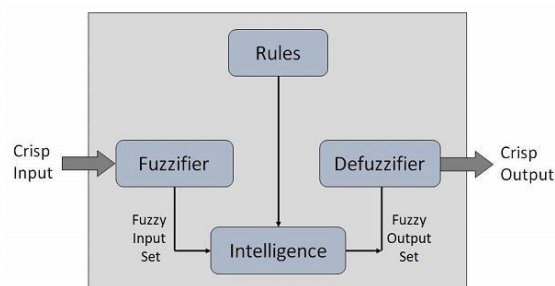 Rules
Crisp
Input
Fuzzifier
Defuzzifier
Crisp
Output
Fuzzy
Input
Set
Intelligence
Fuzzy
Output
Set